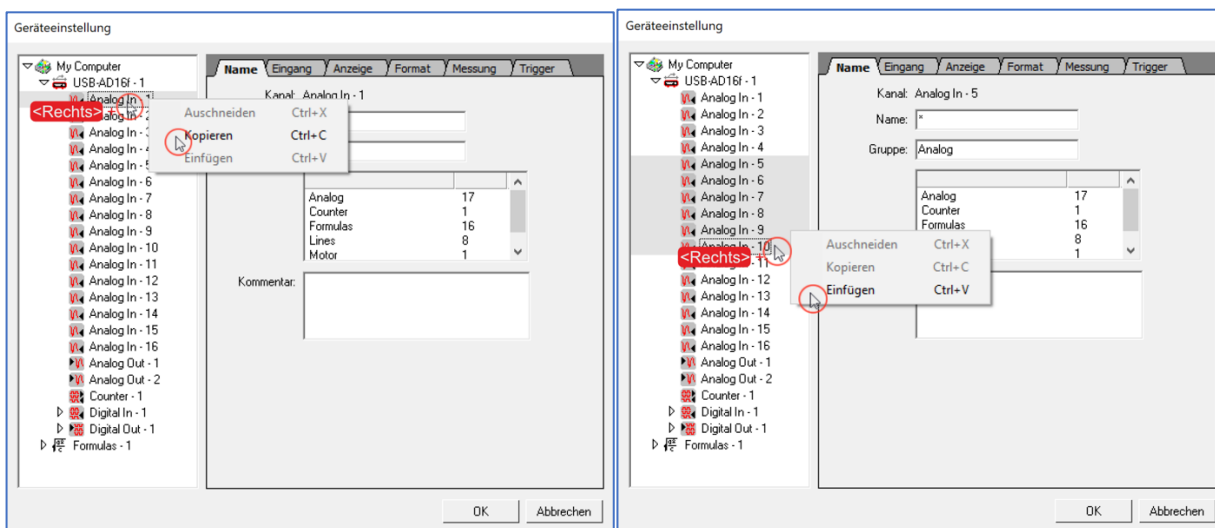 Geräteeinstellung
My Computer
USB-AD16f - 1
Analog In - 1
<Rechts> +
Analog In - 2
Analog In - 3
Analog In - 4
Analog In - 5
Analog In - 6
Analog In - 7
Analog In - 8
Analog In - 9
Analog In - 10
Analog In - 11
Analog In - 12
Analog In - 13
Analog In - 14
Analog In - 15
Analog In - 16
Analog Out - 1
Analog Out - 2
Counter - 1
Digital In - 1
Digital Out - 1
Formulas - 1
Name Eingang Anzeige Format Messung Trigger
Kanal: Analog In - 1
Auschneiden Ctrl+X
Kopieren Ctrl+C
Einfügen Ctrl+V
Analog 17
Counter 1
Formulas 16
Lines 8
Motor 1
Kommentar:
OK Abbrechen
Geräteeinstellung
My Computer
USB-AD16f - 1
Analog In - 1
Analog In - 2
Analog In - 3
Analog In - 4
Analog In - 5
Analog In - 6
Analog In - 7
Analog In - 8
Analog In - 9
Analog In - 10
<Rechts> +
11
Analog In - 12
Analog In - 13
Analog In - 14
Analog In - 15
Analog In - 16
Analog Out - 1
Analog Out - 2
Counter - 1
Digital In - 1
Digital Out - 1
Formulas - 1
Name Eingang Anzeige Format Messung Trigger
Kanal: Analog In - 5
Name: *
Gruppe: Analog
Analog 17
Counter 1
Formulas 16
8
1
Auschneiden Ctrl+X
Kopieren Ctrl+C
Einfügen Ctrl+V
OK Abbrechen